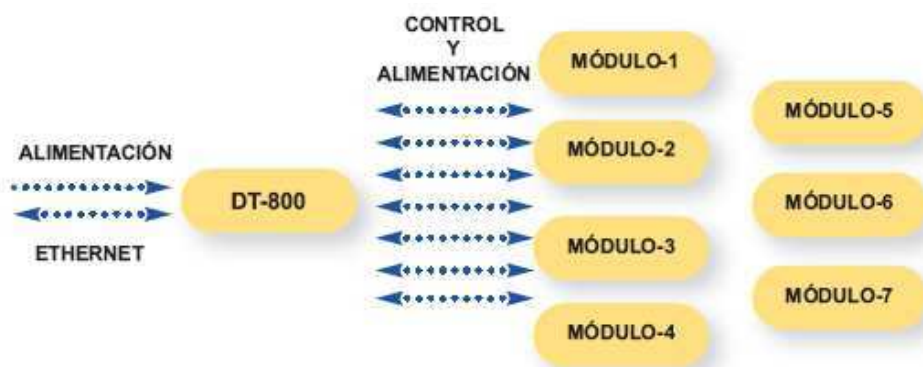 ALIMENTACIÓN
ETHERNET
DT-800
CONTROL
Y
ALIMENTACIÓN
MÓDULO-1
MÓDULO-2
MÓDULO-3
MÓDULO-4
MÓDULO-5
MÓDULO-6
MÓDULO-7